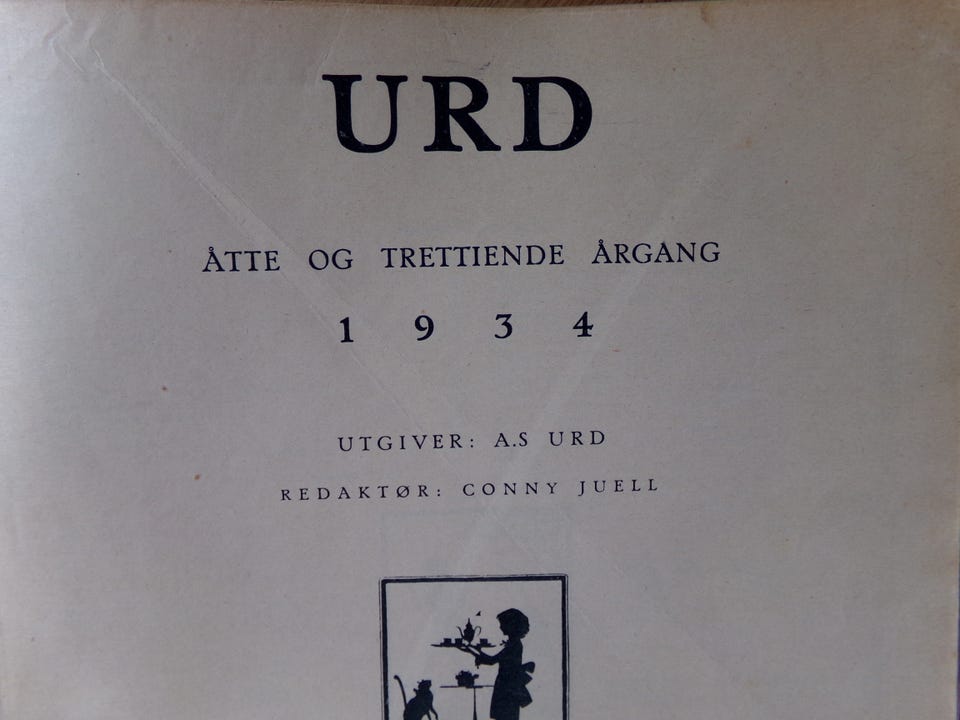 URD
ÅTTE OG TRETTIENDE ÅRGANG
1 9 3 4
UTGIVER: A.S URD
REDAKTØR: CONNY JUELL